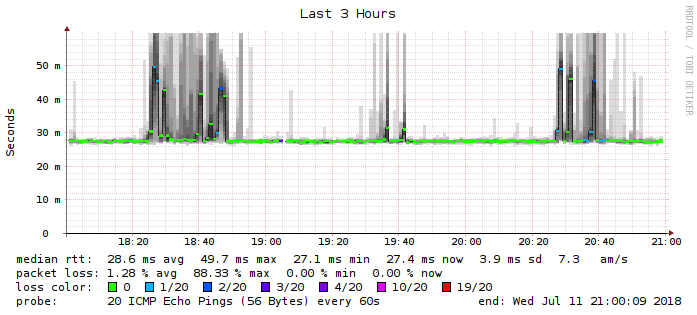 Last 3 Hours
RRDTOOL / TOBI OETIKER
Seconds
50 m
40 m
30 m
20 m
10 m
0
18:20 18:40 19:00 19:20 19:40 20:00 20:20 20:40 21:00
median rtt: 28.6 ms avg 49.7 ms max 27.1 ms min 27.4 ms now 3.9 ms sd 7.3 am/s
packet loss: 1.28 % avg 88.33 % max 0.00 % min 0.00 % now
loss color: 0 1/20 2/20 3/20 4/20 10/20 19/20
probe: 20 ICMP Echo Pings (56 Bytes) every 60s end: Wed Jul 11 21:00:09 2018